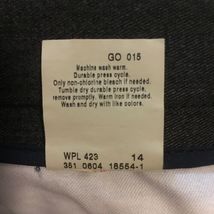 GO 015
Machine wash warm.
Durable press cycle.
Only non-chlorine bleach if needed.
Tumble dry durable press cycle.
Remove promptly. Warm iron if needed.
Wash and dry with like colors.
WPL 423 14
351 0604 18554-1